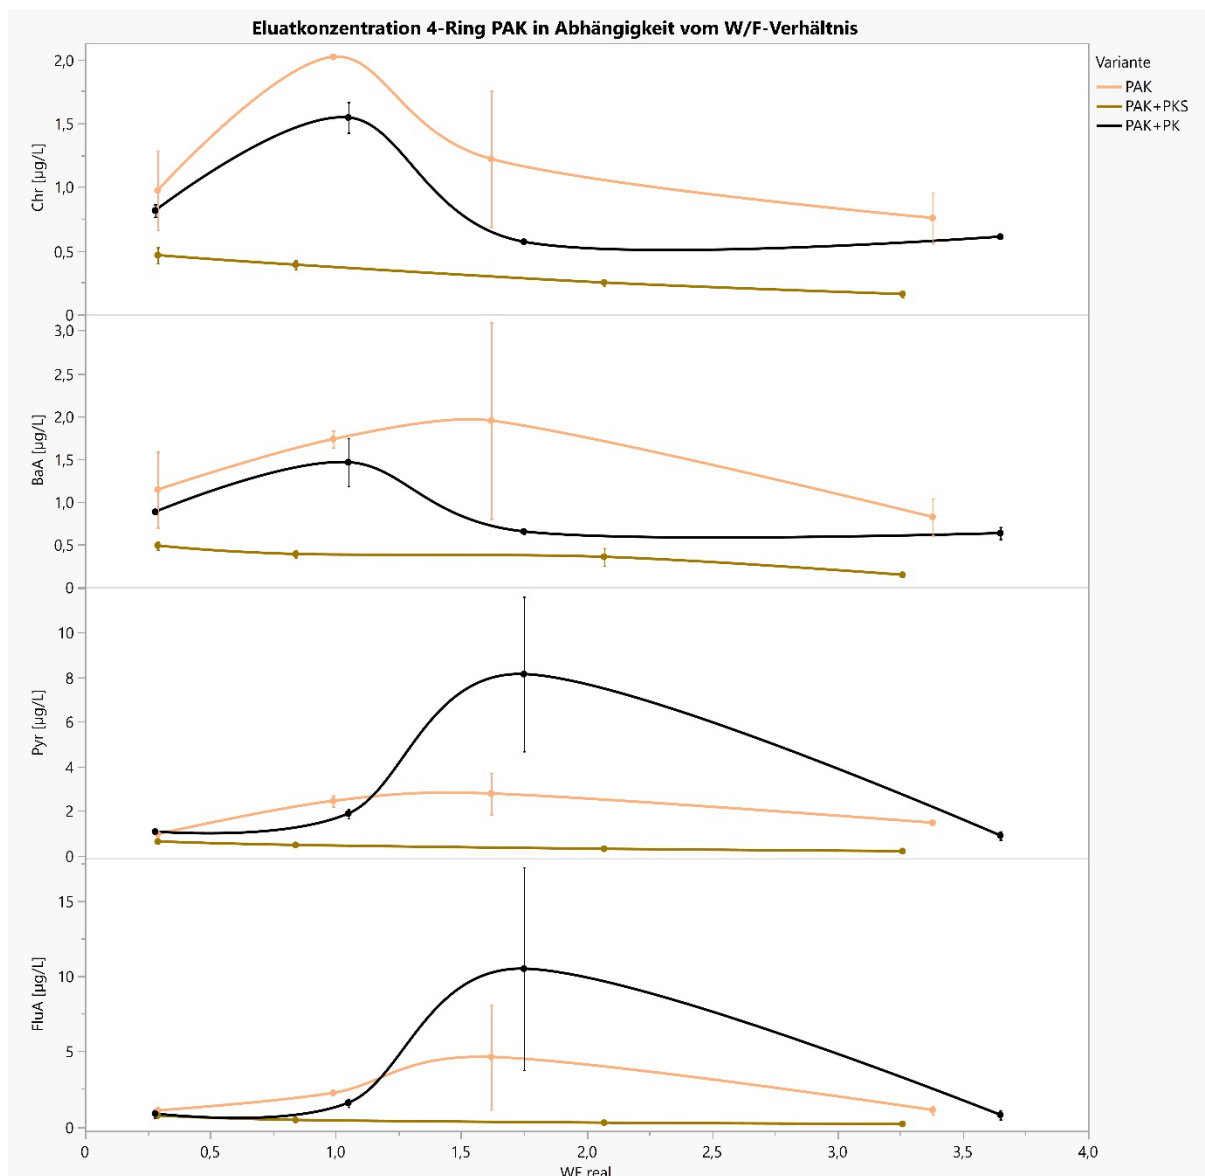 Eluatkonzentration 4-Ring PAK in Abhängigkeit vom W/F-Verhältnis
Variante
PAK
PAK+PKS
PAK+PK
Chr [µg/L]
2,0
1,5
1,0
0,5
0
BaA [µg/L]
3,0
2,5
2,0
1,5
1,0
0,5
0
Pyr [µg/L]
10
8
6
4
2
0
FluA [µg/L]
15
10
5
0
0 0,5 1,0 1,5 2,0 2,5 3,0 3,5 4,0
WF real